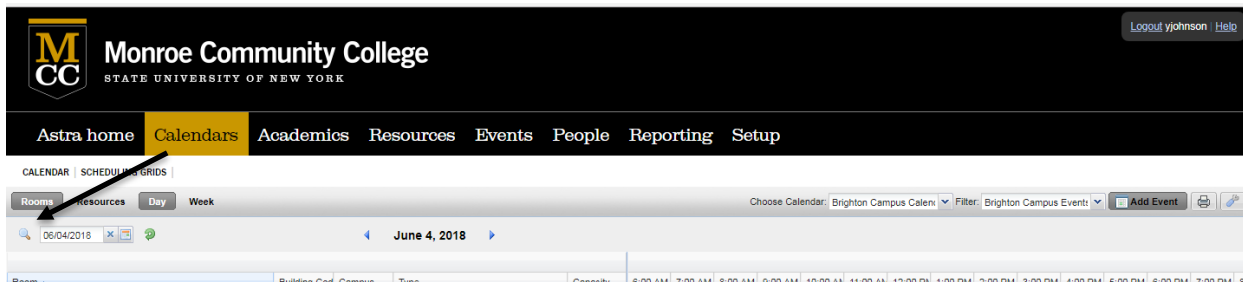 Logout yjohnson | Help
M
CC
Monroe Community College
STATE UNIVERSITY OF NEW YORK
Astra home Calendars Academics Resources Events People Reporting Setup
CALENDAR | SCHEDULING GRIDS |
Rooms Resources Day Week Choose Calendar: Brighton Campus Calen Filter: Brighton Campus Events Add Event
06/04/2018 June 4, 2018
Room Building Cod Campus Type Capacity 6:00 AM 7:00 AM 8:00 AM 9:00 AM 10:00 AM 11:00 AM 12:00 PM 1:00 PM 2:00 PM 3:00 PM 4:00 PM 5:00 PM 6:00 PM 7:00 PM